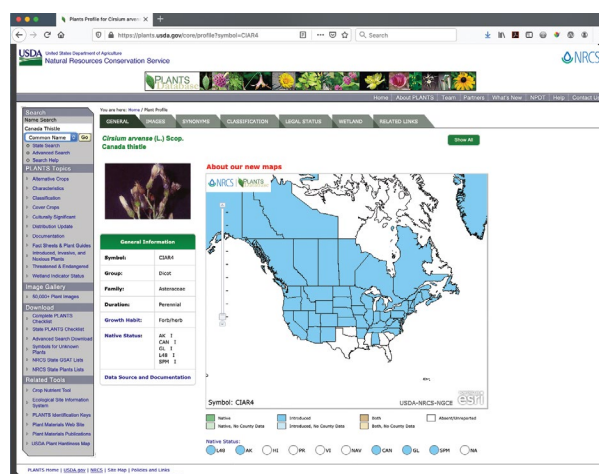 Plants Profile for Cirsium arvense
https://plants.usda.gov/core/profile?symbol=CIAR4
Search
USDA United States Department of Agriculture
Natural Resources Conservation Service
NRCS
PLANTS
Database
Home | About PLANTS | Team | Partners | What's New | NPDT | Help | Contact Us
Search
Name Search
Canada Thistle
Common Name Go
State Search
Advanced Search
Search Help
PLANTS Topics
Alternative Crops
Characteristics
Classification
Cover Crops
Culturally Significant
Distribution Update
Documentation
Fact Sheets & Plant Guides
Introduced, Invasive, and
Noxious Plants
Threatened & Endangered
Wetland Indicator Status
Image Gallery
50,000+ Plant Images
Download
Complete PLANTS
Checklist
State PLANTS Checklist
Advanced Search Download
Symbols for Unknown
Plants
NRCS State GSAT Lists
NRCS State Plants Lists
Related Tools
Crop Nutrient Tool
Ecological Site Information
System
PLANTS Identification Keys
Plant Materials Web Site
Plant Materials Publications
USDA Plant Hardiness Map
You are here: Home / Plant Profile
GENERAL IMAGES SYNONYMS CLASSIFICATION LEGAL STATUS WETLAND RELATED LINKS
Cirsium arvense (L.) Scop.
Canada thistle
Show All
General Information
Symbol: CIAR4
Group: Dicot
Family: Asteraceae
Duration: Perennial
Growth Habit: Forb/herb
Native Status: AK I
CAN I
GL I
L48 I
SPM I
Data Source and Documentation
About our new maps
NRCS PLANTS
Symbol: CIAR4
USDA-NRCS-NGCE
esri
Native Introduced Both Absent/Unreported
Native, No County Data Introduced, No County Data Both, No County Data
Native Status:
L48 AK HI PR VI NAV CAN GL SPM NA
PLANTS Home | USDA.gov | NRCS | Site Map | Policies and Links